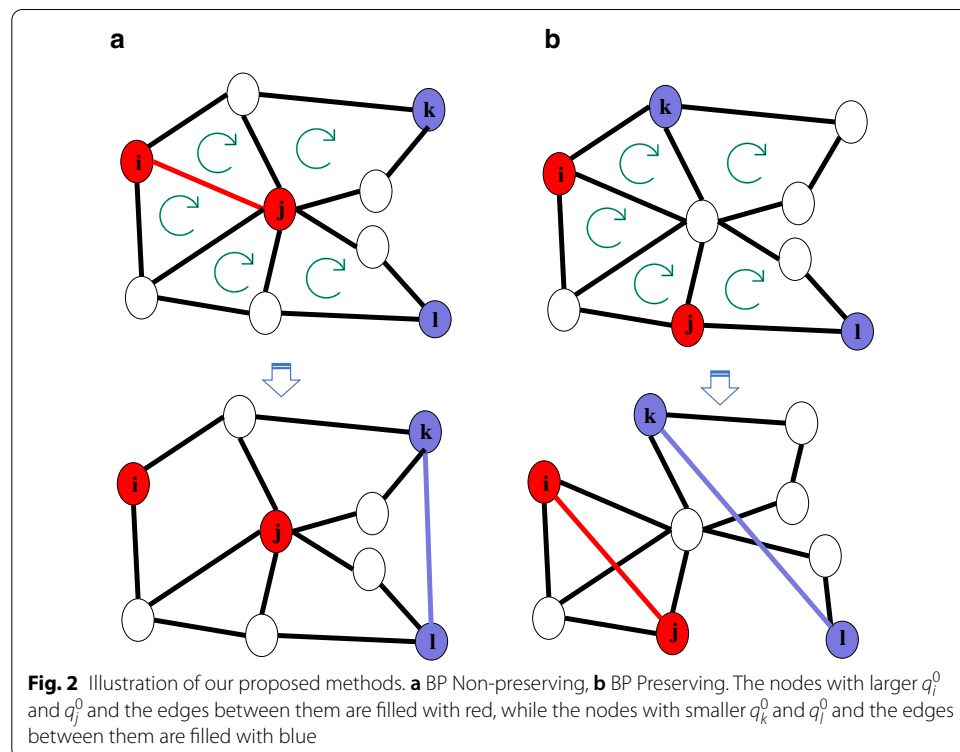 a b
k
i
j
l
k
i
j
l
k
i
j
l
k
i
j
l
Fig. 2 Illustration of our proposed methods. a BP Non-preserving, b BP Preserving. The nodes with larger q_i^0
and q_j^0 and the edges between them are filled with red, while the nodes with smaller q_k^0 and q_l^0 and the edges
between them are filled with blue